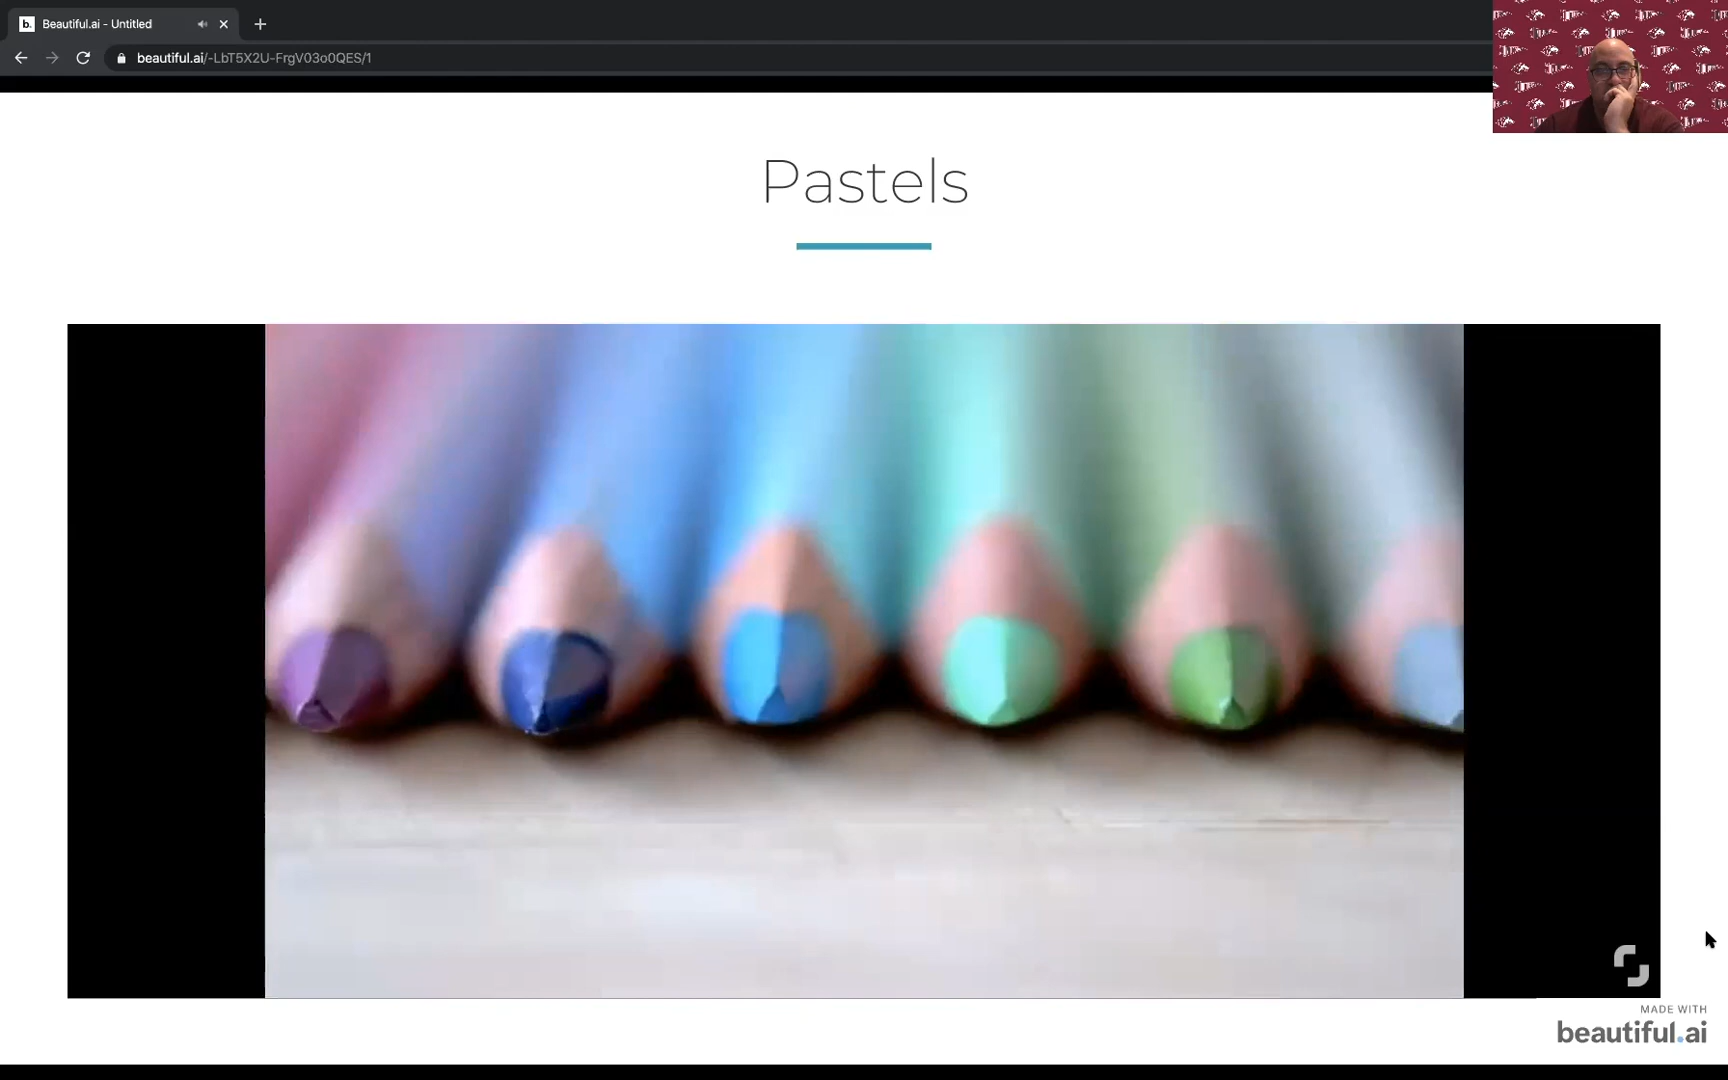 b. Beautiful.ai - Untitled
beautiful.ai/-LbT5X2U-FrgV03o0QES/1
Pastels
MADE WITH
beautiful.ai